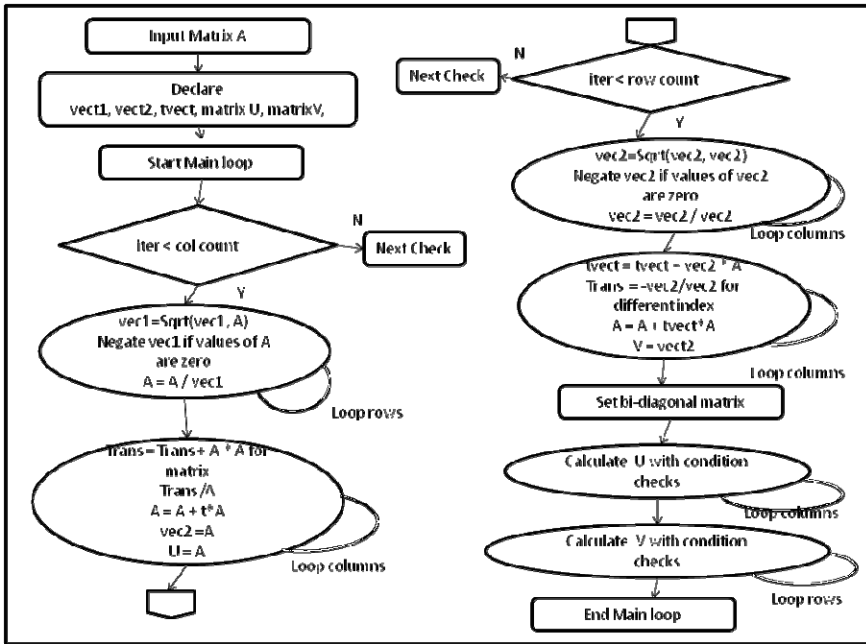 Input Matrix A
Declare
vect1, vect2, tvect, matrix U, matrixV,
Start Main loop
iter < col count
N
Next Check
Y
vec1=Sqrt(vec1, A)
Negate vec1 if values of A
are zero
A = A / vec1
Loop rows
Trans = Trans + A * A for
matrix
Trans/A
A = A + t*A
vec2 =A
U = A
Loop columns
N
Next Check
iter < row count
Y
vec2=Sqrt(vec2, vec2)
Negate vec2 if values of vec2
are zero
vec2 = vec2 / vec2
Loop columns
tvect = tvect – vec2 * A
Trans = -vec2/vec2 for
different index
A = A + tvect*A
V = vect2
Loop columns
Set bi-diagonal matrix
Calculate U with condition
checks
Loop columns
Calculate V with condition
checks
Loop rows
End Main loop